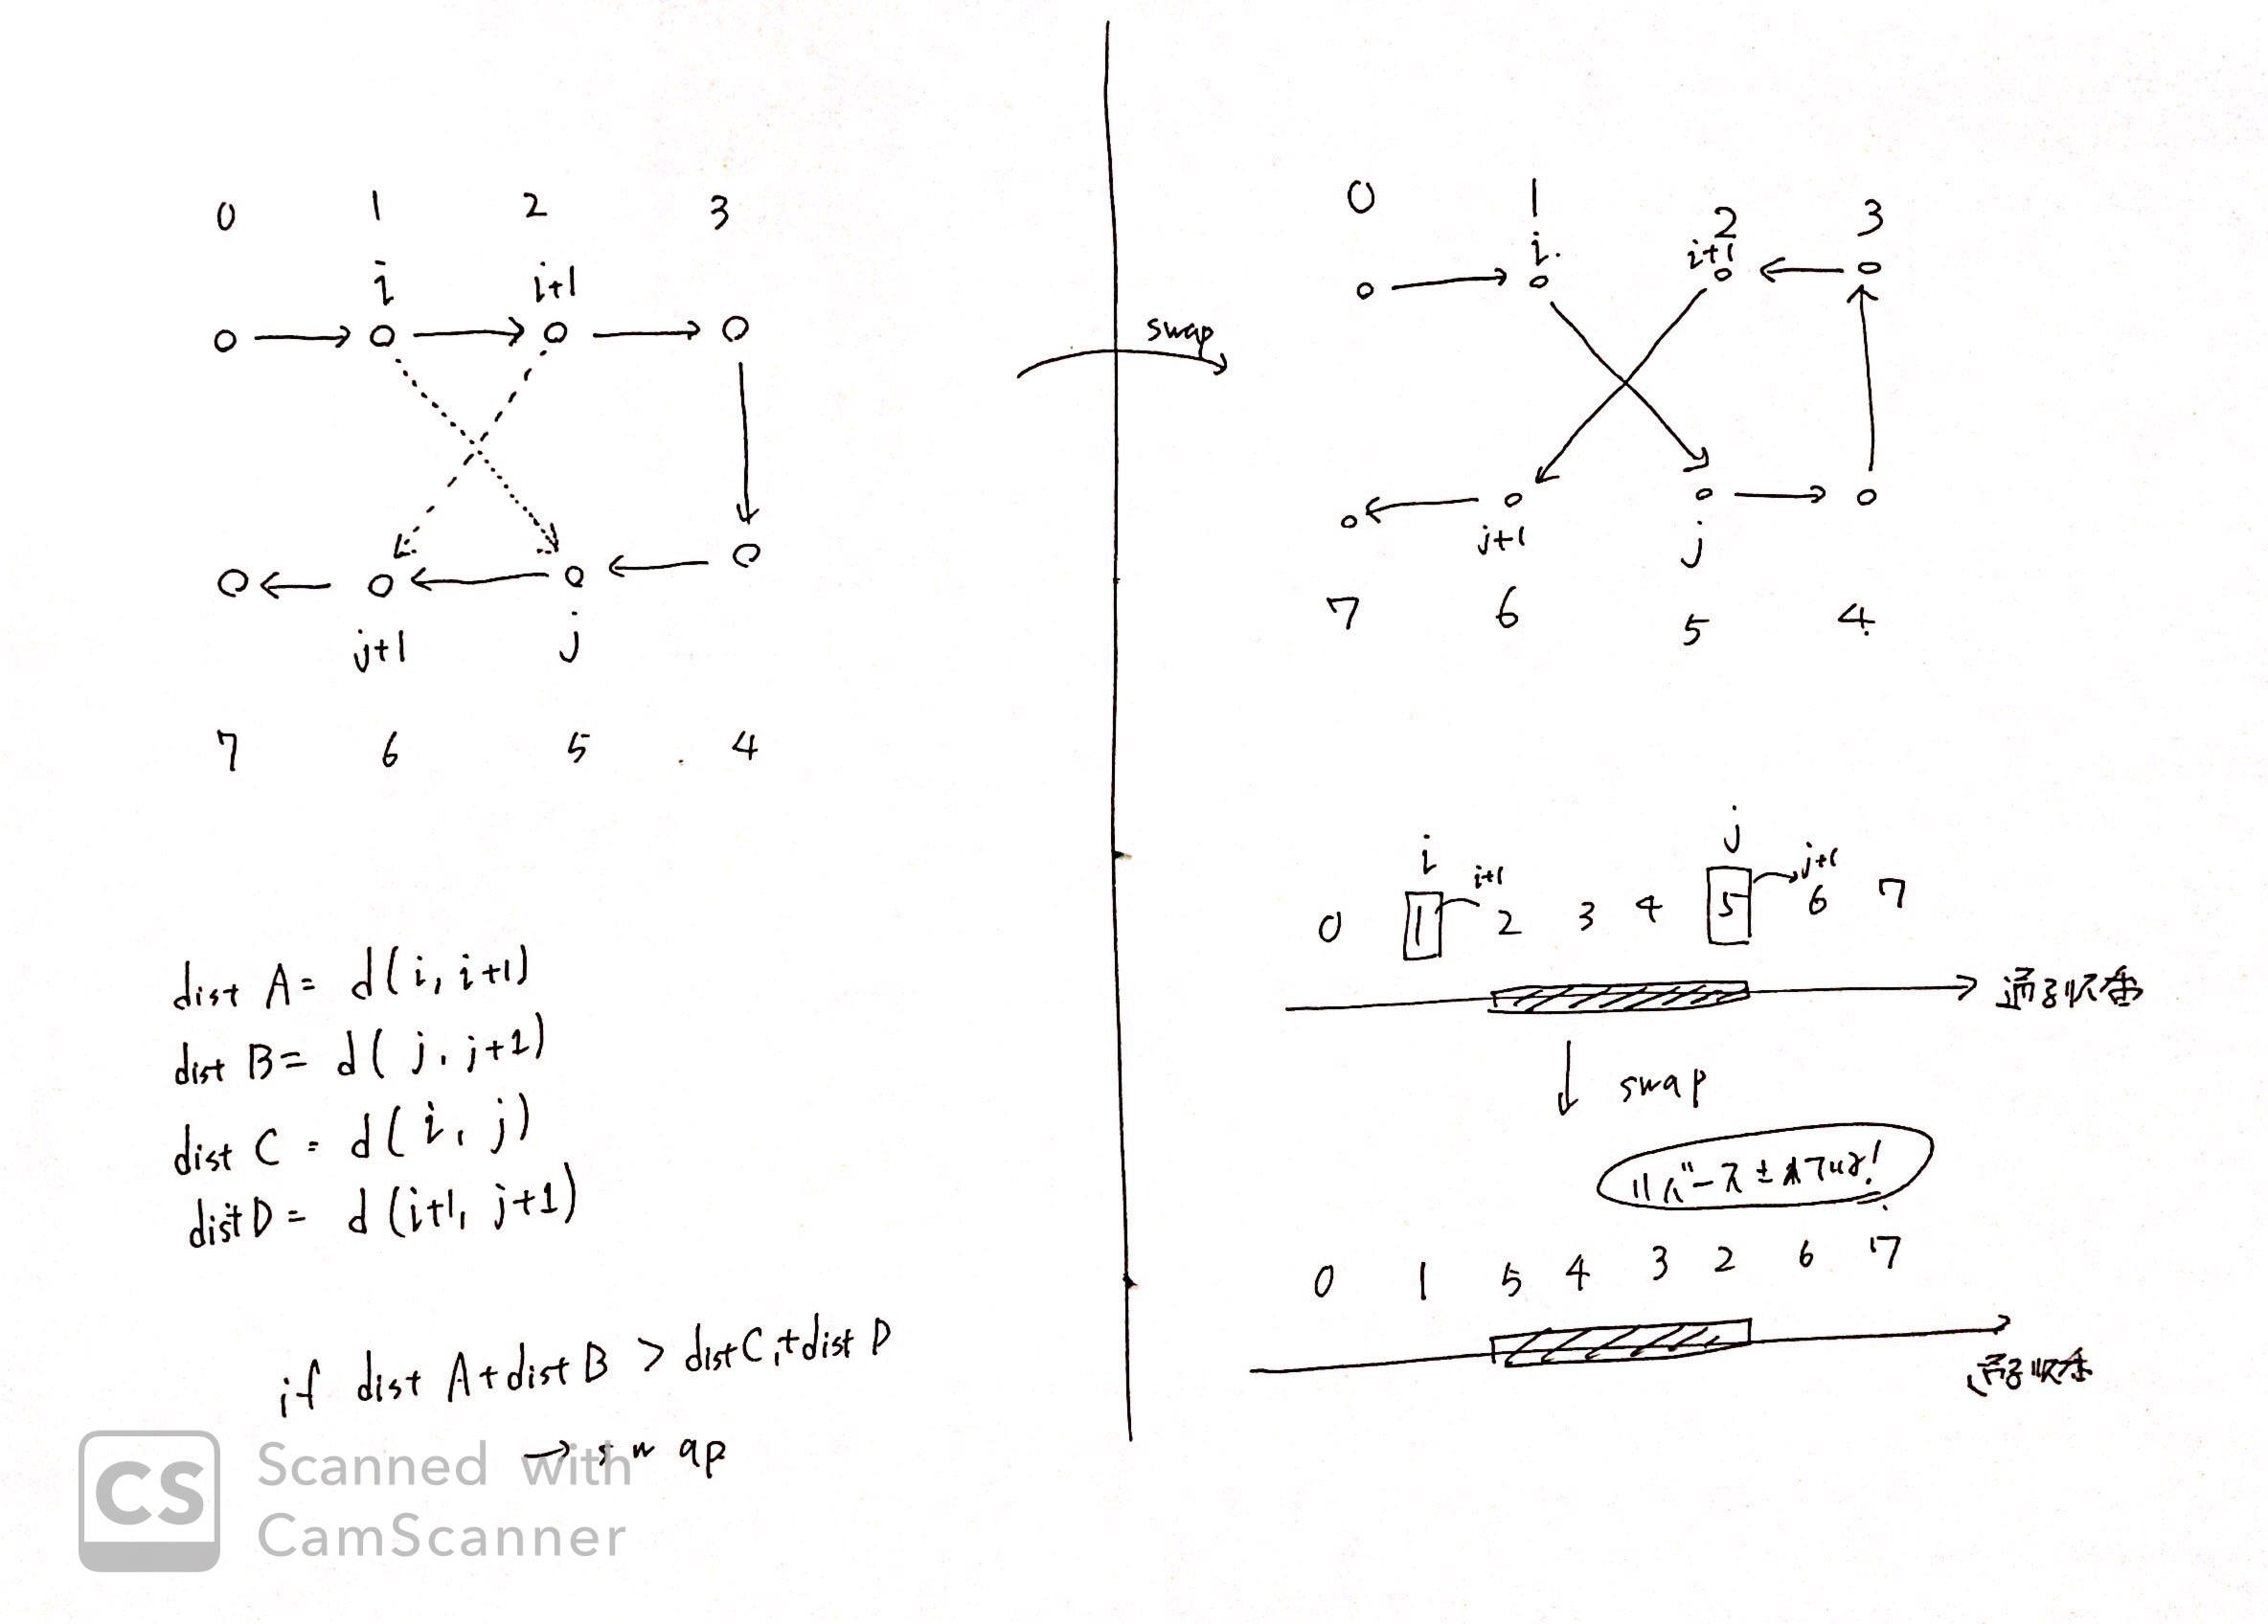 0 1 2 3
i i+1
j+1 j
7 6 5 4
dist A = d(i, i+1)
dist B = d(j, j+1)
dist C = d(i, j)
dist D = d(i+1, j+1)
if dist A + dist B > dist C + dist D
→ swap
swap
0 1 2 3
i i+1
j+1 j
7 6 5 4
i j
i+1 j+1
0 1 2 3 4 5 6 7
通る順番
swap
リバースされてる!
0 1 5 4 3 2 6 7
通る順番
CS Scanned with
CamScanner